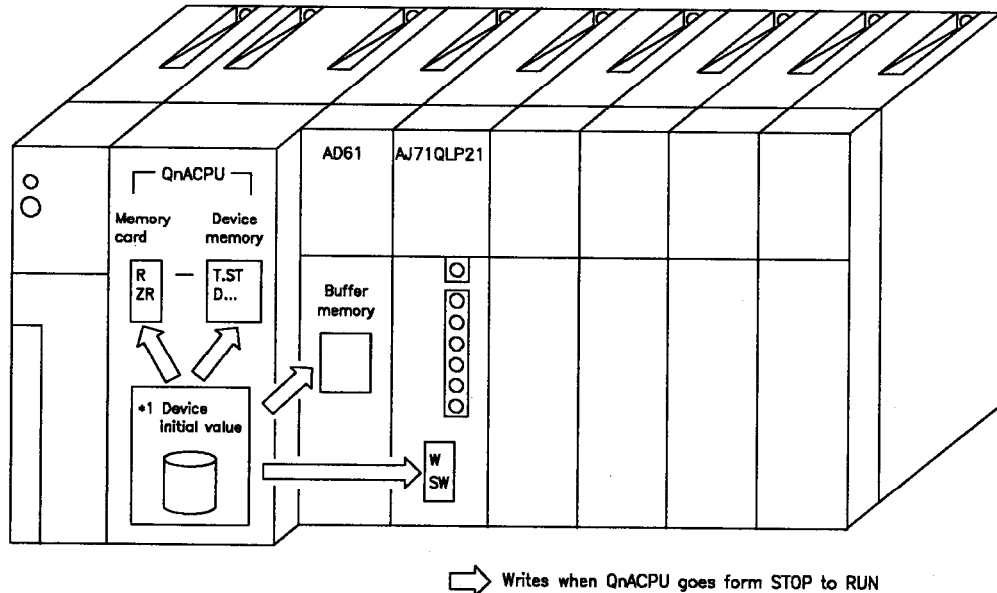 QnACPU
Memory
card
Device
memory
R
ZR
T.ST
D...
*1 Device
initial value
AD61
AJ71QLP21
Buffer
memory
W
SW
Writes when QnACPU goes form STOP to RUN